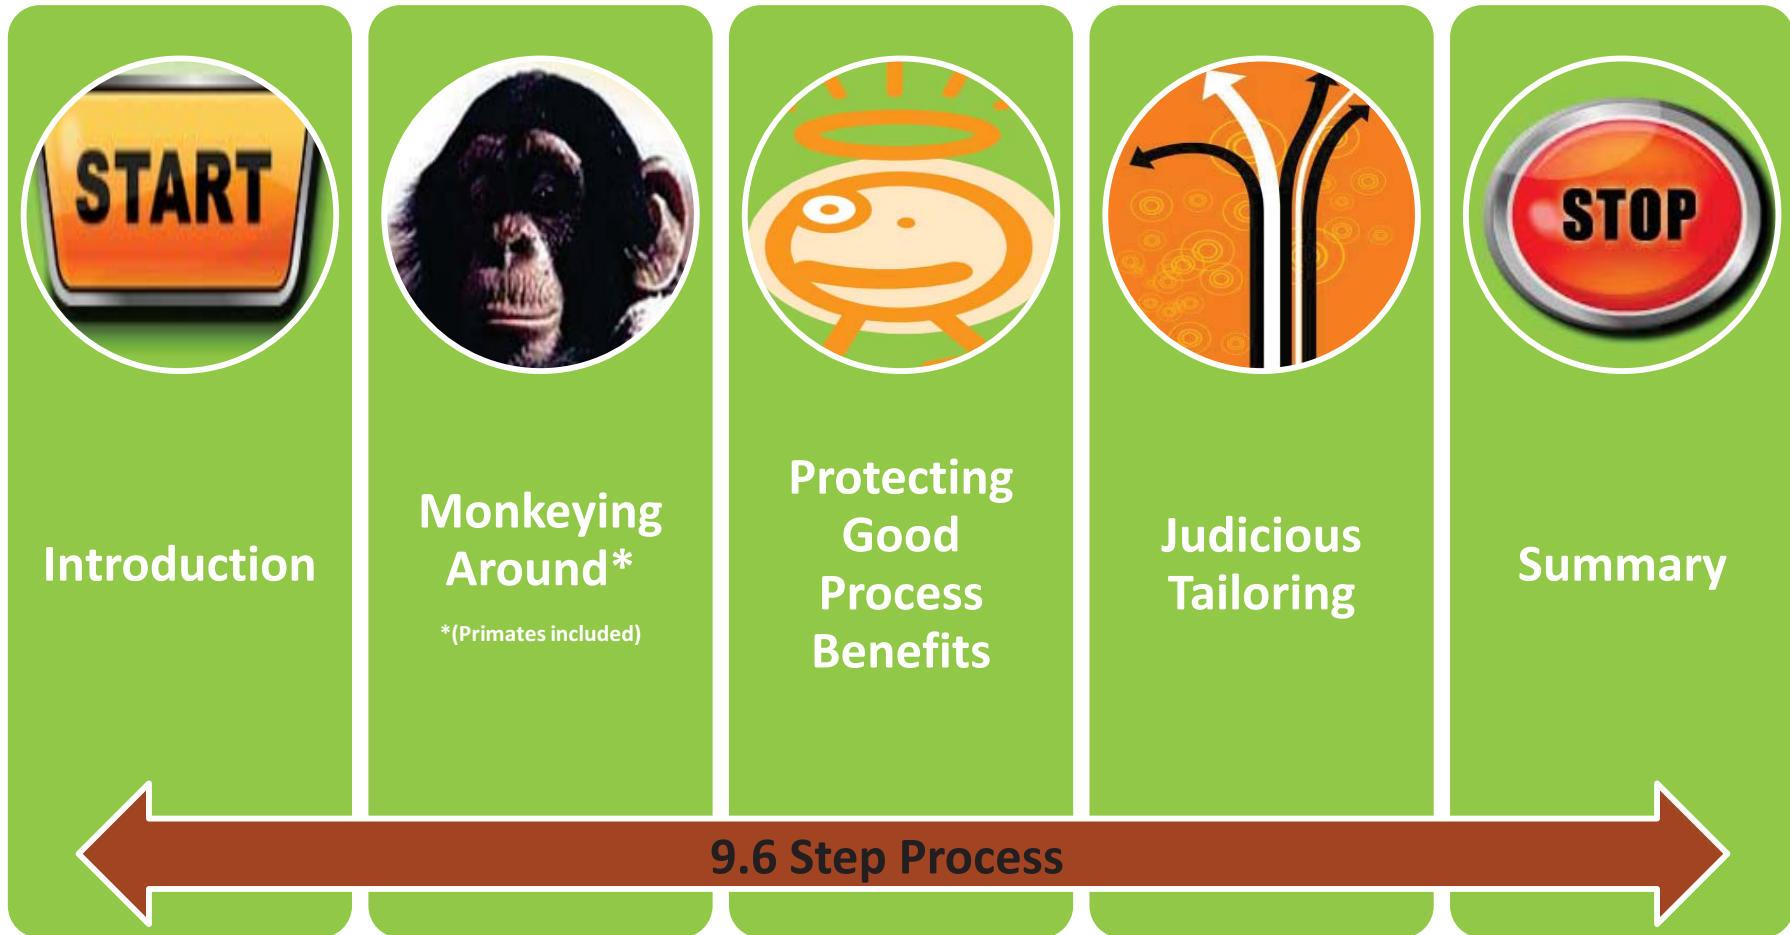 START
Introduction
Monkeying
Around*
*(Primates included)
Protecting
Good
Process
Benefits
Judicious
Tailoring
STOP
Summary
9.6 Step Process